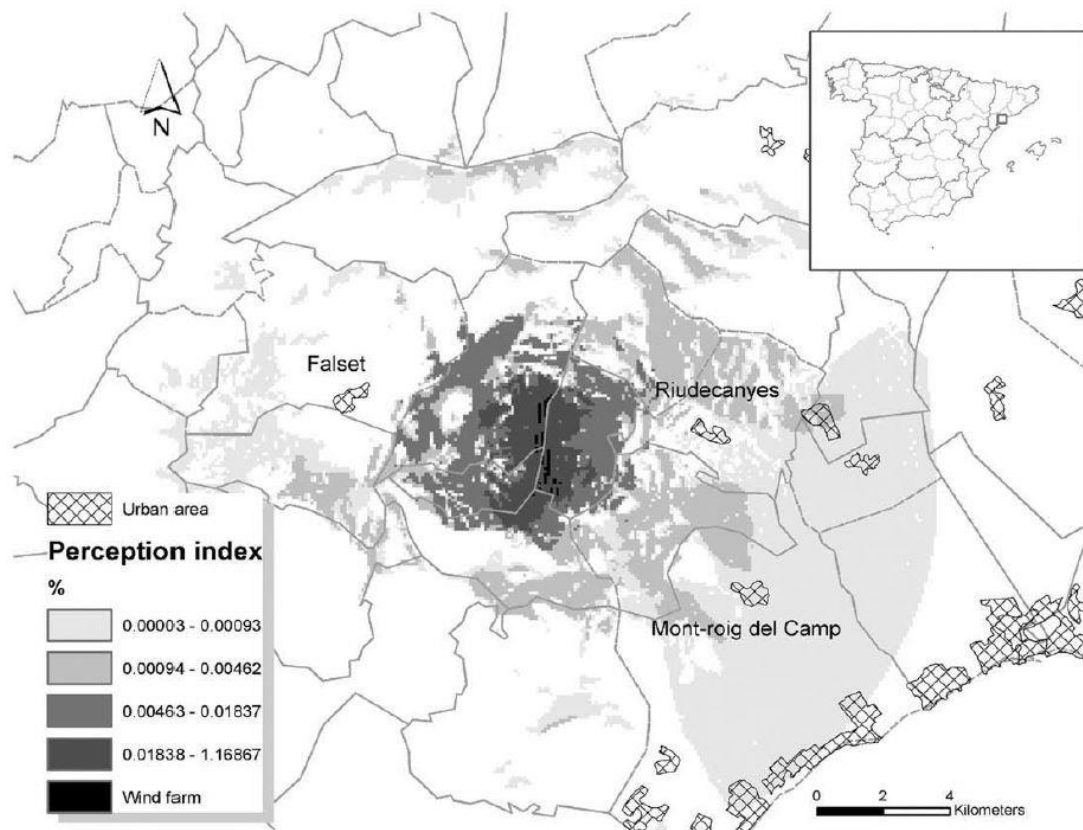 N
Falset
Riudecanyes
Mont-roig del Camp
Urban area
Perception index
%
0.00003 - 0.00093
0.00094 - 0.00462
0.00463 - 0.01837
0.01838 - 1.16867
Wind farm
0 2 4
Kilometers